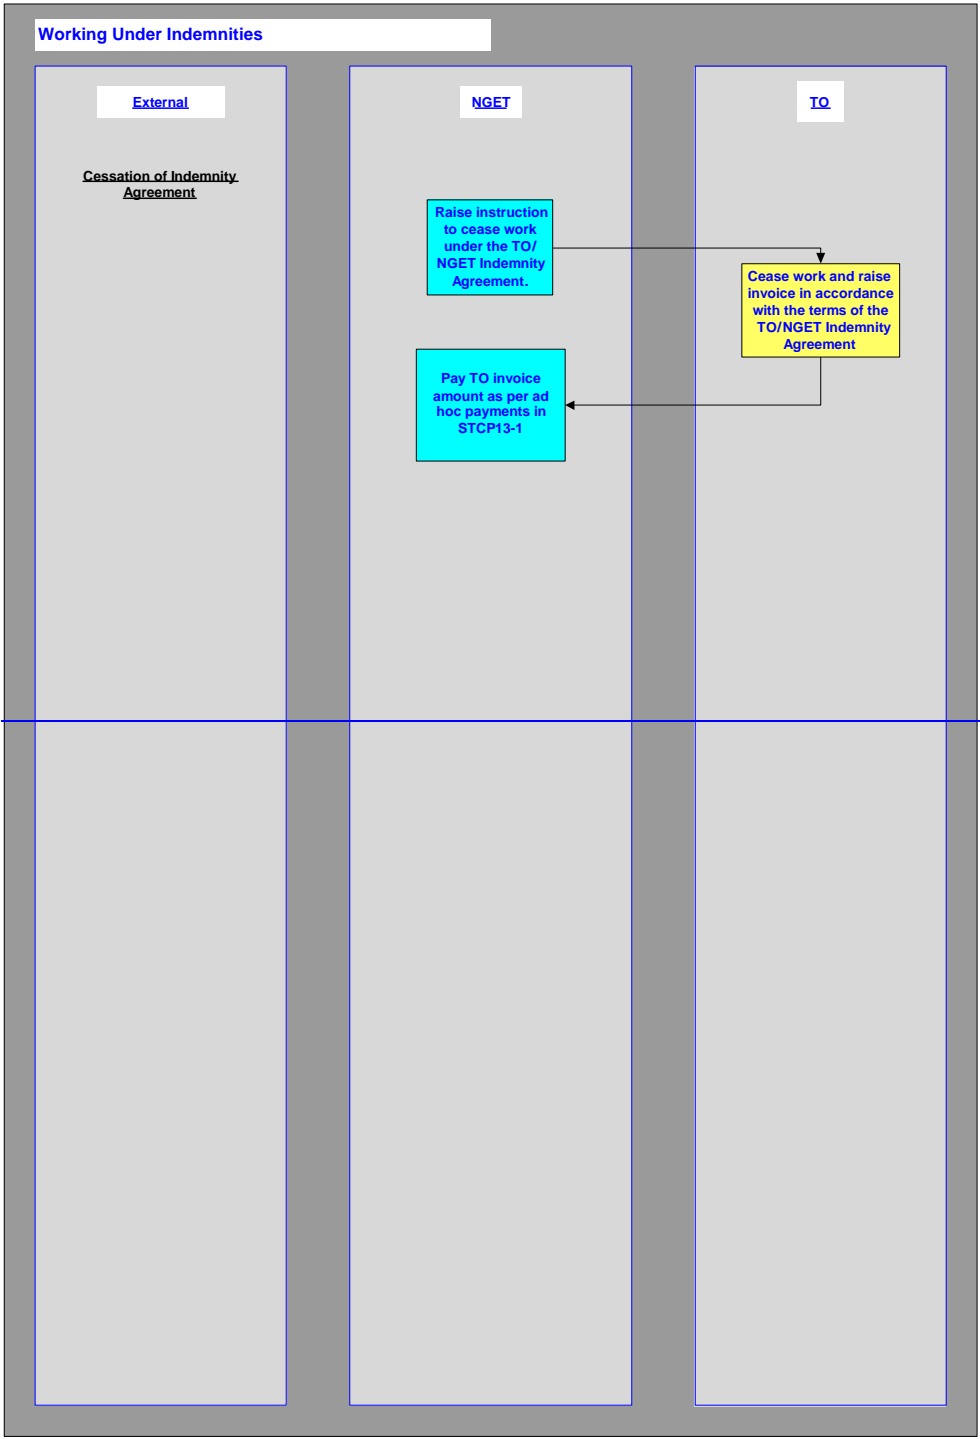 Working Under Indemnities
External
NGET
TO
Cessation of Indemnity
Agreement
Raise instruction
to cease work
under the TO/
NGET Indemnity
Agreement.
Cease work and raise
invoice in accordance
with the terms of the
TO/NGET Indemnity
Agreement
Pay TO invoice
amount as per ad
hoc payments in
STCP13-1